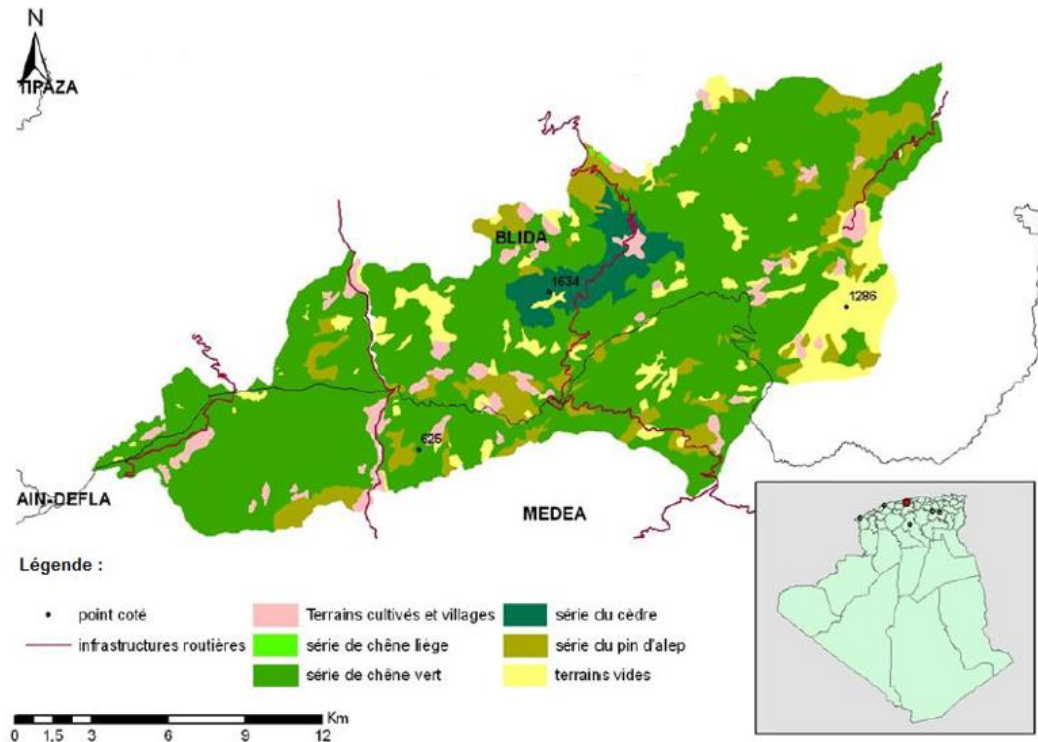 N
TIPAZA
BLIDA
1634
1286
625
AIN-DEFLA
MEDEA
Légende :
point coté
infrastructures routières
Terrains cultivés et villages
série de chêne liège
série de chêne vert
série du cèdre
série du pin d'alep
terrains vides
Km
0 1,5 3 6 9 12